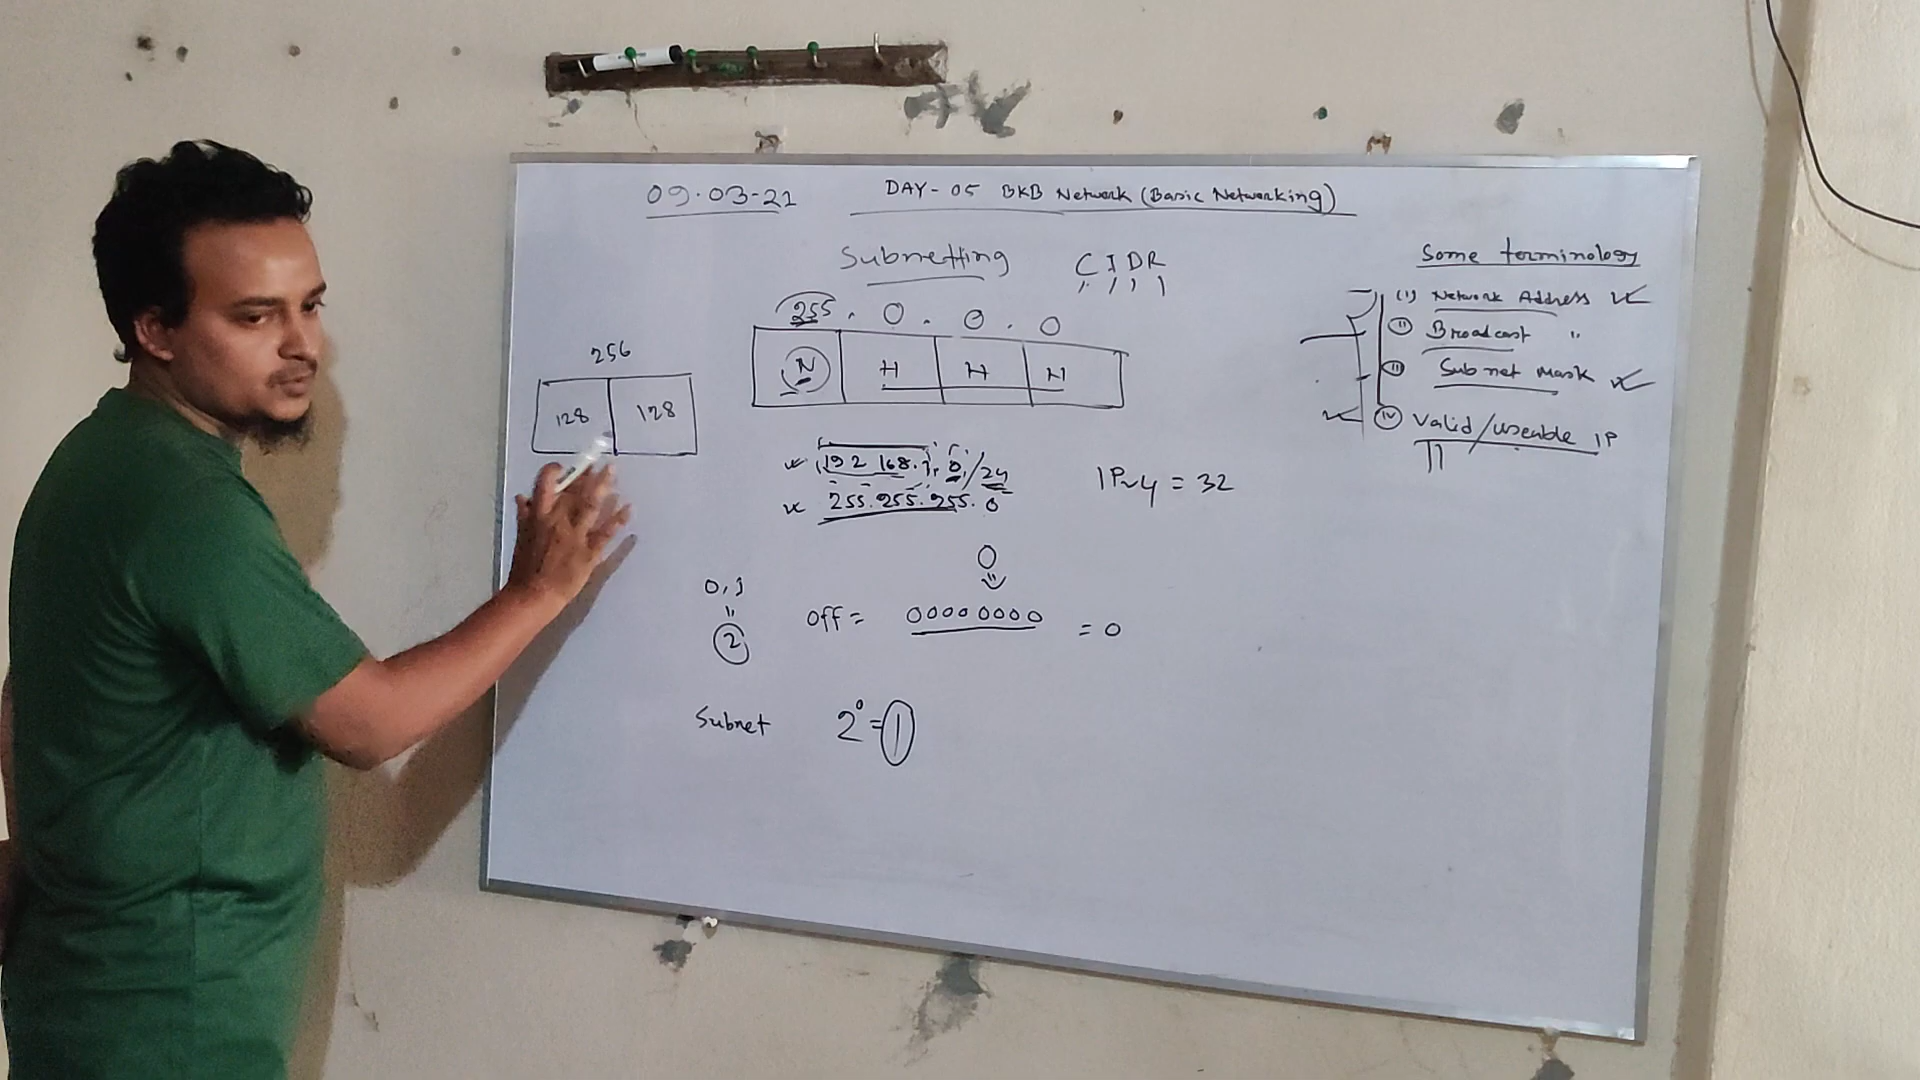 09.03-21
DAY-05 BKB Network (Basic Networking)
Subnetting
CIDR
255.0.0.0
N H H H
256
128 128
192 168.1.0/24
255.255.255.0
IPv4 = 32
0
0,1
"
2
off = 00000000 = 0
Subnet 2⁰ = 1
Some terminology
(i) Network Address
(ii) Broadcast "
(iii) Subnet Mask
(iv) Valid/useable IP